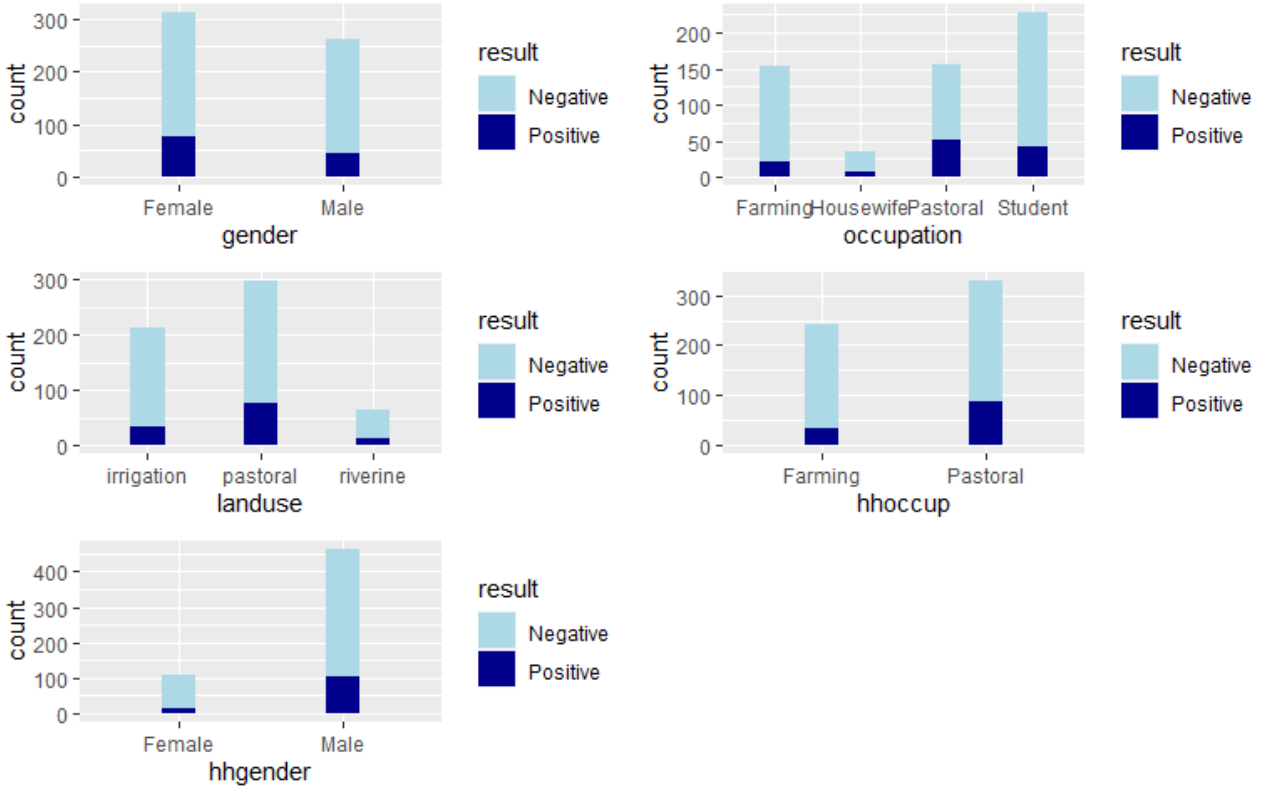 300
200
100
0
count
Female Male
gender
result
Negative
Positive
200
150
100
50
0
count
Farming Housewife Pastoral Student
occupation
result
Negative
Positive
300
200
100
0
count
irrigation pastoral riverine
landuse
result
Negative
Positive
300
200
100
0
count
Farming Pastoral
hhoccup
result
Negative
Positive
400
300
200
100
0
count
Female Male
hhgender
result
Negative
Positive